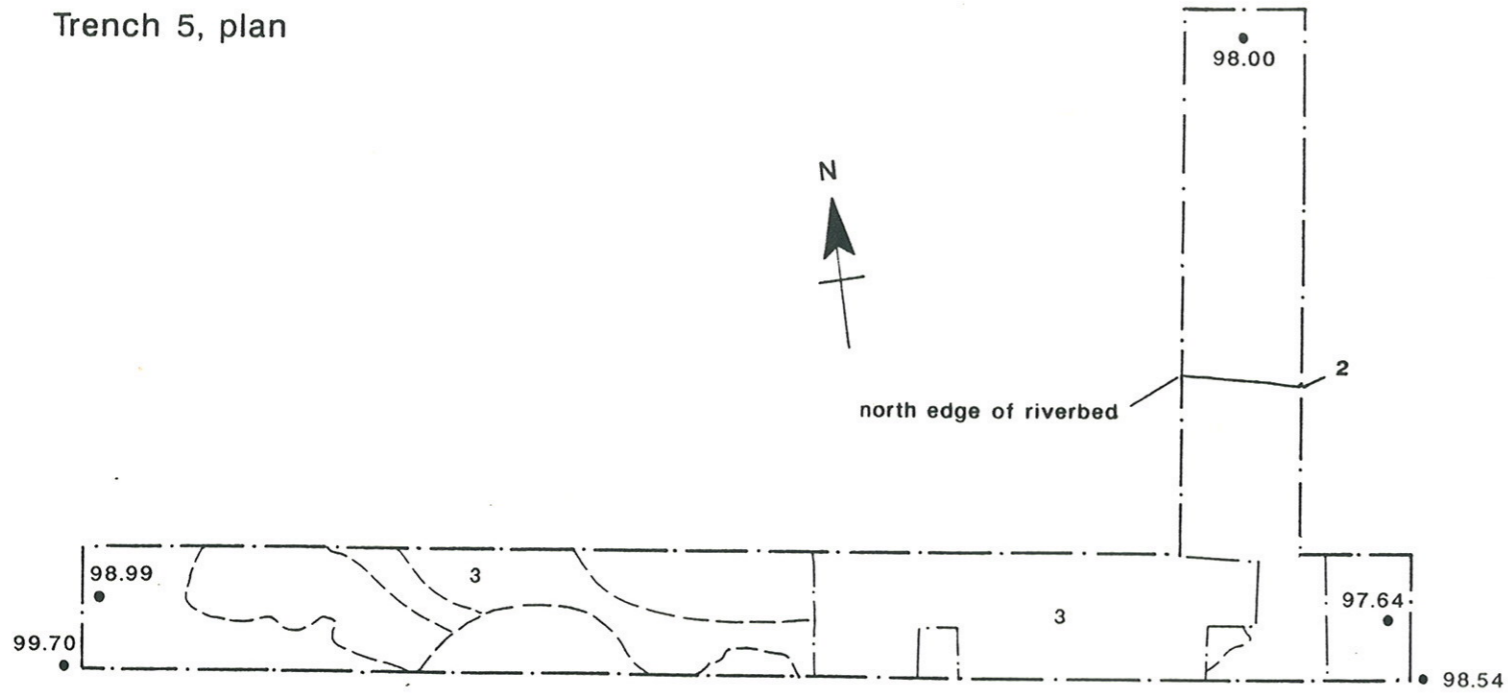 Trench 5, plan
98.00
N
2
north edge of riverbed
98.99
3
97.64
3
99.70
98.54